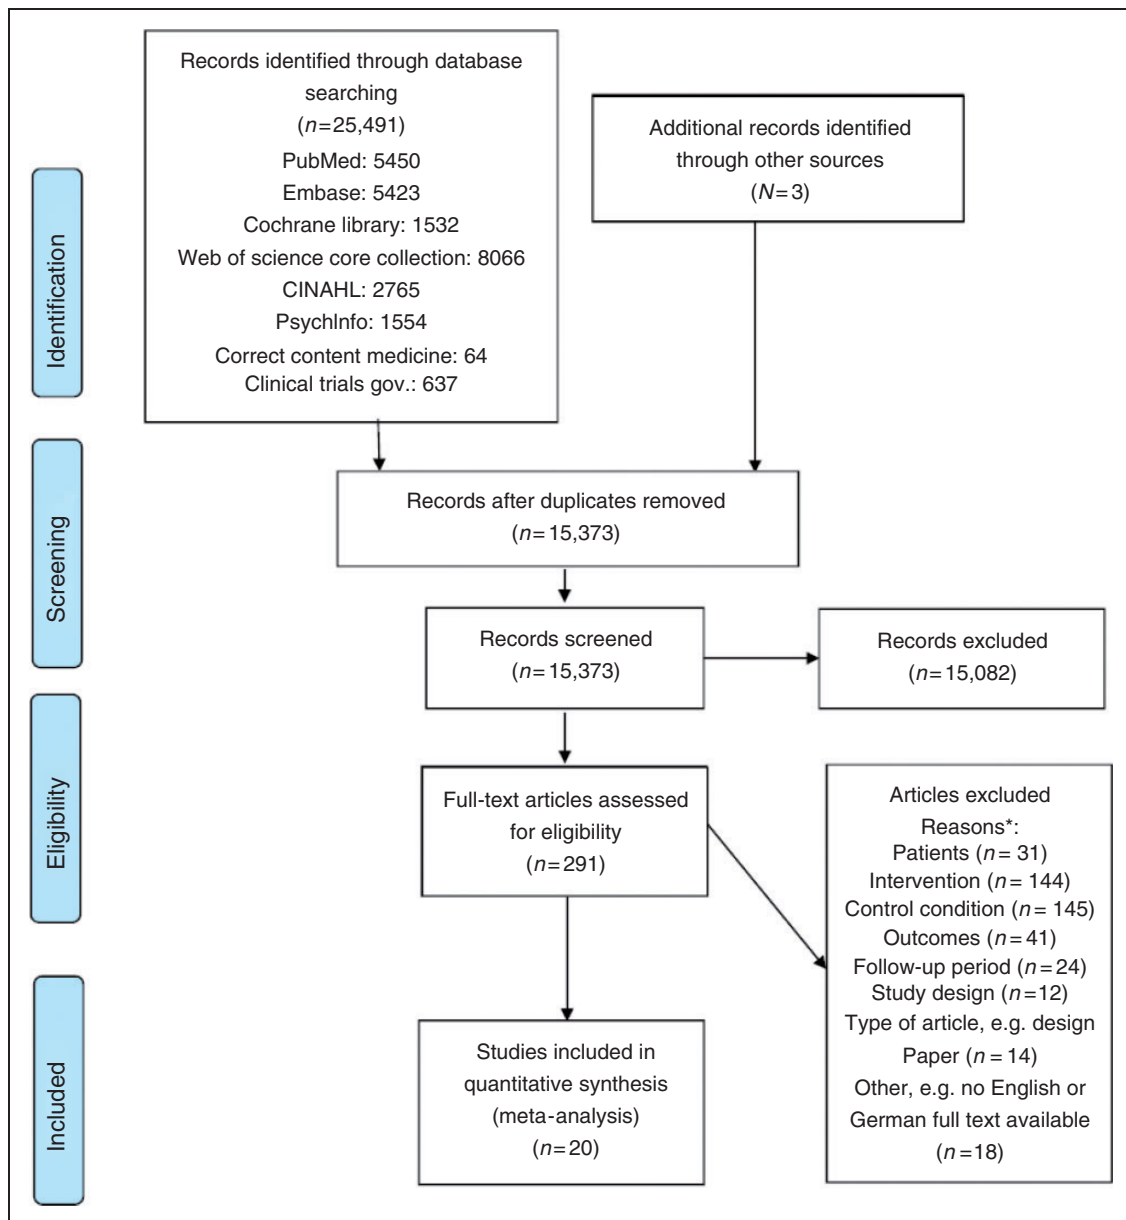 Records identified through database
searching
(n=25,491)
PubMed: 5450
Embase: 5423
Cochrane library: 1532
Web of science core collection: 8066
CINAHL: 2765
PsychInfo: 1554
Correct content medicine: 64
Clinical trials gov.: 637
Additional records identified
through other sources
(N=3)
Identification
Records after duplicates removed
(n=15,373)
Screening
Records screened
(n=15,373)
Records excluded
(n=15,082)
Eligibility
Full-text articles assessed
for eligibility
(n=291)
Articles excluded
Reasons*:
Patients (n=31)
Intervention (n=144)
Control condition (n=145)
Outcomes (n=41)
Follow-up period (n=24)
Study design (n=12)
Type of article, e.g. design
Paper (n=14)
Other, e.g. no English or
German full text available
(n=18)
Included
Studies included in
quantitative synthesis
(meta-analysis)
(n=20)